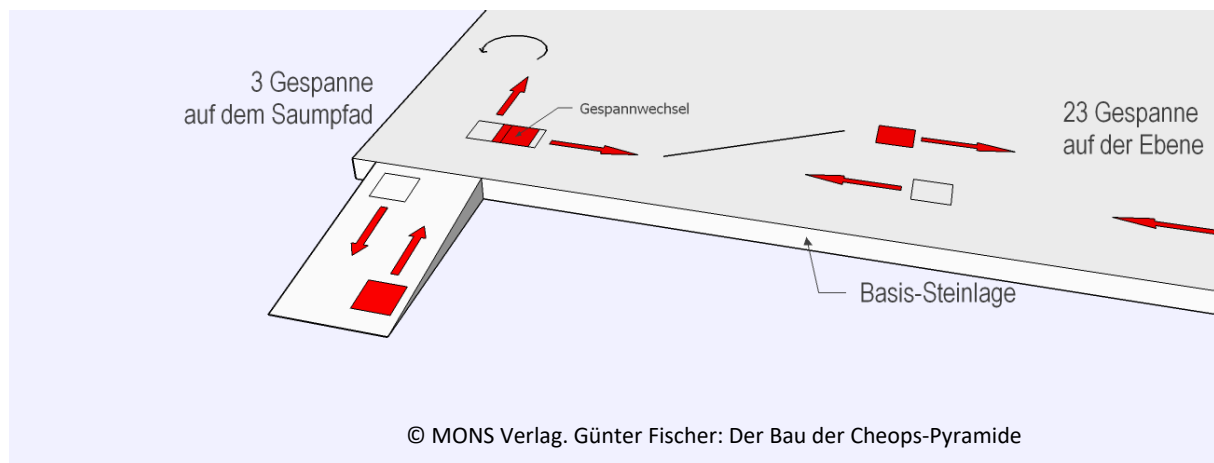 3 Gespanne
auf dem Saumpfad
Gespannwechsel
23 Gespanne
auf der Ebene
Basis-Steinlage
© MONS Verlag. Günter Fischer: Der Bau der Cheops-Pyramide